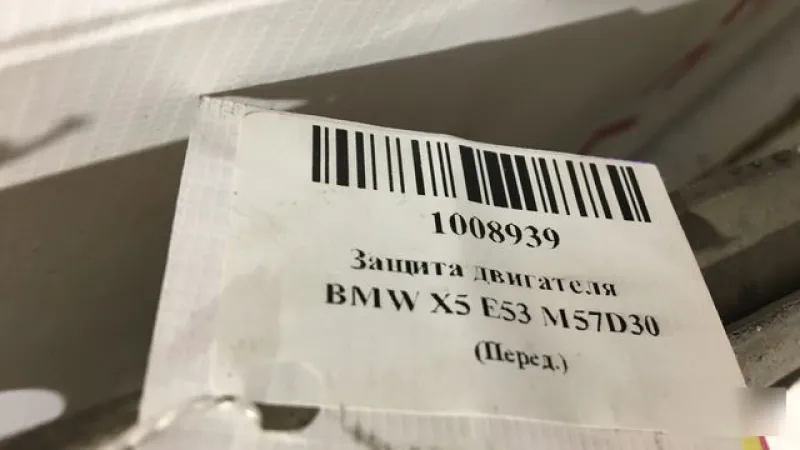 1008939
Защита двигателя
BMW X5 E53 M57D30
(Перед.)